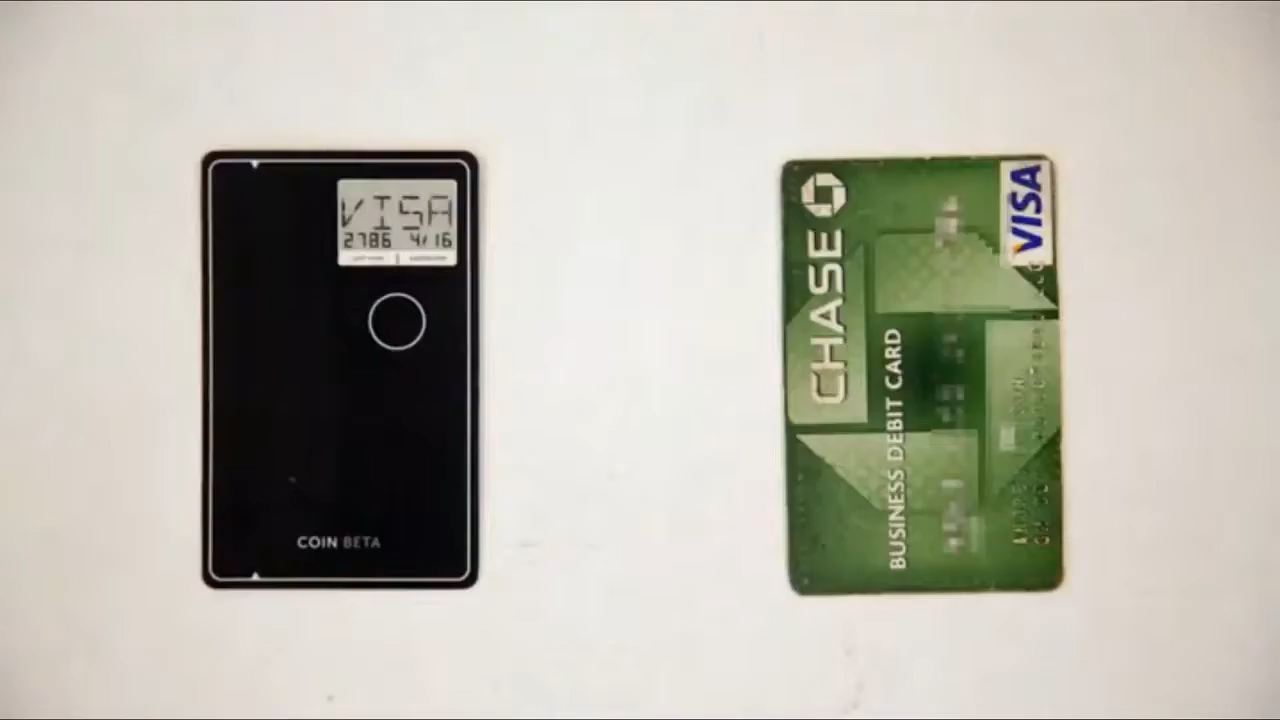 VISA
2786 4/16
COIN BETA
CHASE
BUSINESS DEBIT CARD
VISA